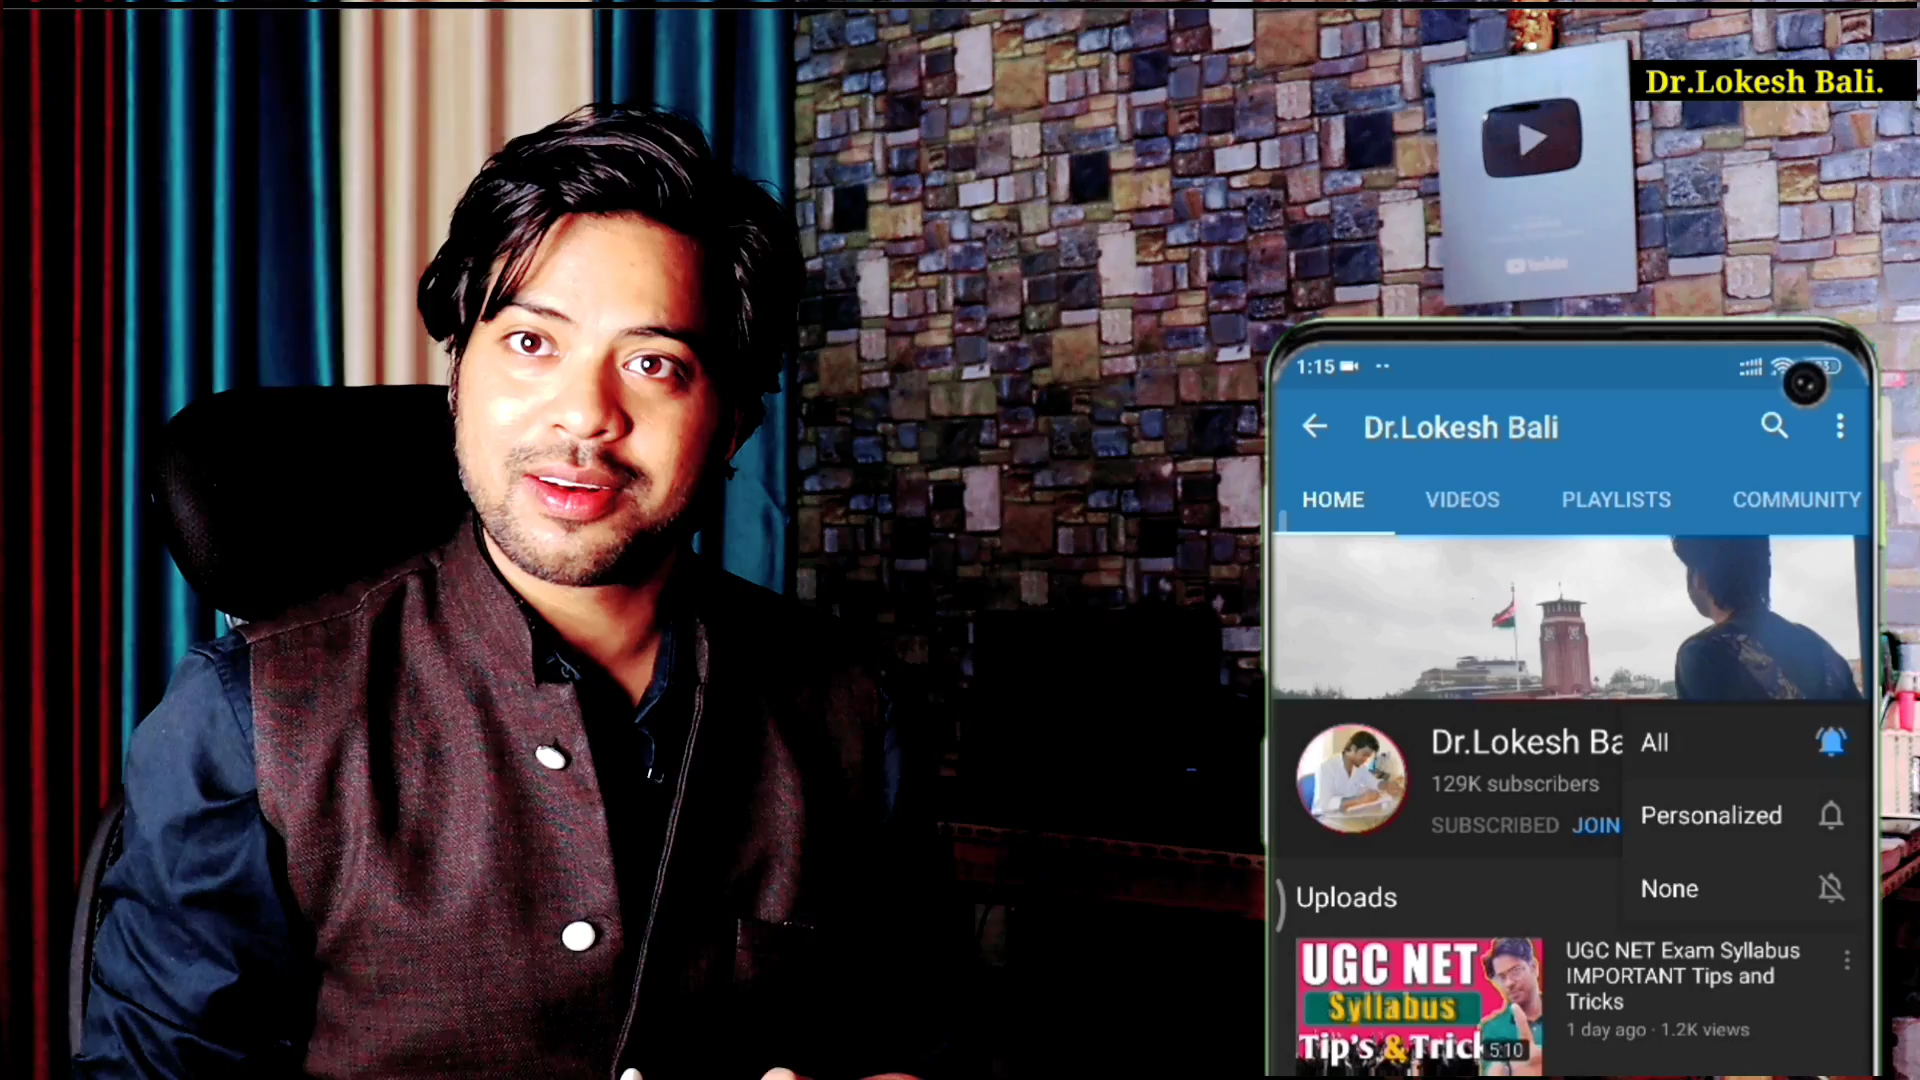 Dr.Lokesh Bali.
YouTube
1:15
Dr.Lokesh Bali
HOME VIDEOS PLAYLISTS COMMUNITY
Dr.Lokesh Ba
129K subscribers
SUBSCRIBED JOIN
All
Personalized
None
Uploads
UGC NET
Syllabus
Tip's & Trick
5:10
UGC NET Exam Syllabus
IMPORTANT Tips and
Tricks
1 day ago · 1.2K views